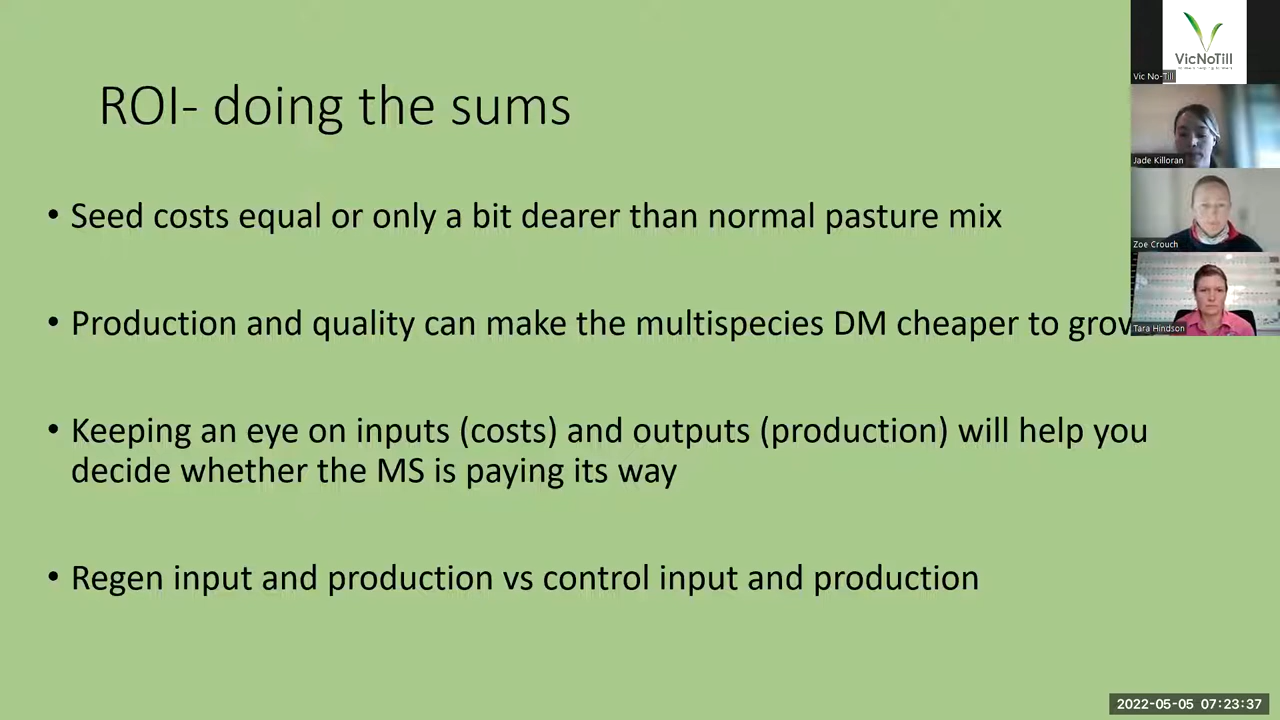 ROI- doing the sums
• Seed costs equal or only a bit dearer than normal pasture mix
• Production and quality can make the multispecies DM cheaper to grow
• Keeping an eye on inputs (costs) and outputs (production) will help you
decide whether the MS is paying its way
• Regen input and production vs control input and production
VicNoTill
Vic No-Till
Jade Killoran
Zoe Crouch
Tara Hindson
2022-05-05 07:23:37